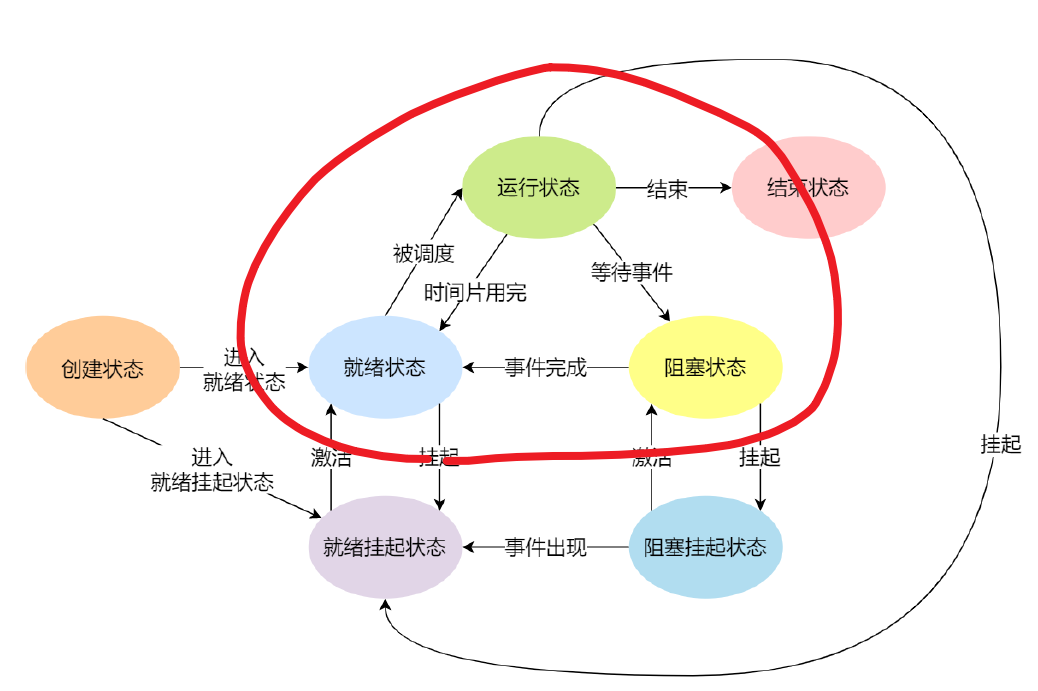 运行状态
结束
结束状态
被调度
等待事件
时间片用完
创建状态
进入
就绪状态
就绪状态
事件完成
阻塞状态
进入
就绪挂起状态
激活
挂起
激活
挂起
挂起
就绪挂起状态
事件出现
阻塞挂起状态